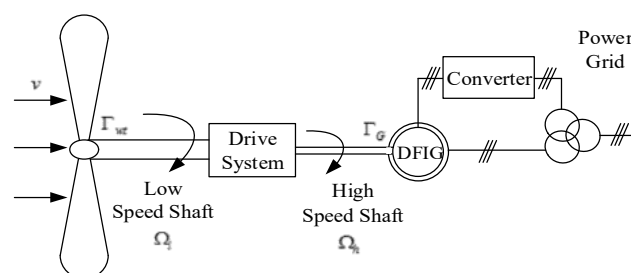 Power
Grid
Converter
v
Γwt
Drive
System
ΓG
DFIG
Low
Speed Shaft
Ωl
High
Speed Shaft
Ωh